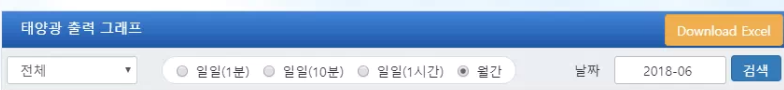 태양광 출력 그래프
Download Excel
전체 일일(1분) 일일(10분) 일일(1시간) 월간 날짜 2018-06 검색